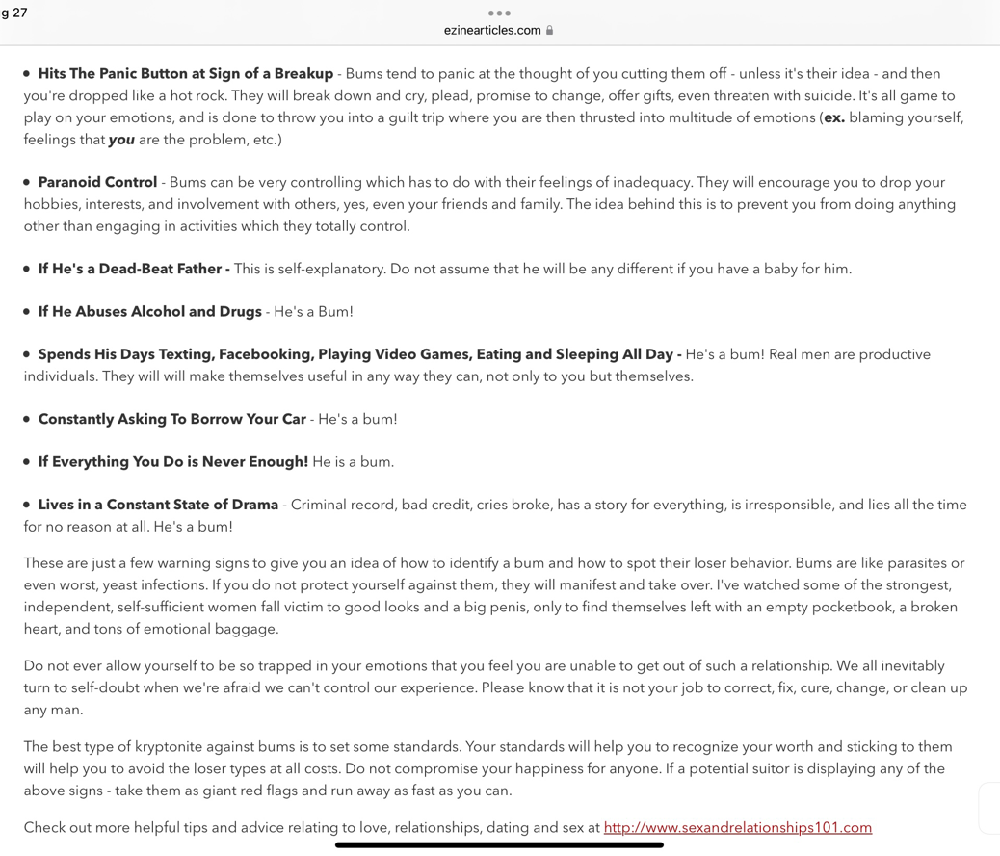 g 27
ezinearticles.com
• Hits The Panic Button at Sign of a Breakup - Bums tend to panic at the thought of you cutting them off - unless it's their idea - and then
you're dropped like a hot rock. They will break down and cry, plead, promise to change, offer gifts, even threaten with suicide. It's all game to
play on your emotions, and is done to throw you into a guilt trip where you are then thrusted into multitude of emotions (ex. blaming yourself,
feelings that you are the problem, etc.)
• Paranoid Control - Bums can be very controlling which has to do with their feelings of inadequacy. They will encourage you to drop your
hobbies, interests, and involvement with others, yes, even your friends and family. The idea behind this is to prevent you from doing anything
other than engaging in activities which they totally control.
• If He's a Dead-Beat Father - This is self-explanatory. Do not assume that he will be any different if you have a baby for him.
• If He Abuses Alcohol and Drugs - He's a Bum!
• Spends His Days Texting, Facebooking, Playing Video Games, Eating and Sleeping All Day - He's a bum! Real men are productive
individuals. They will will make themselves useful in any way they can, not only to you but themselves.
• Constantly Asking To Borrow Your Car - He's a bum!
• If Everything You Do is Never Enough! He is a bum.
• Lives in a Constant State of Drama - Criminal record, bad credit, cries broke, has a story for everything, is irresponsible, and lies all the time
for no reason at all. He's a bum!
These are just a few warning signs to give you an idea of how to identify a bum and how to spot their loser behavior. Bums are like parasites or
even worst, yeast infections. If you do not protect yourself against them, they will manifest and take over. I've watched some of the strongest,
independent, self-sufficient women fall victim to good looks and a big penis, only to find themselves left with an empty pocketbook, a broken
heart, and tons of emotional baggage.
Do not ever allow yourself to be so trapped in your emotions that you feel you are unable to get out of such a relationship. We all inevitably
turn to self-doubt when we're afraid we can't control our experience. Please know that it is not your job to correct, fix, cure, change, or clean up
any man.
The best type of kryptonite against bums is to set some standards. Your standards will help you to recognize your worth and sticking to them
will help you to avoid the loser types at all costs. Do not compromise your happiness for anyone. If a potential suitor is displaying any of the
above signs - take them as giant red flags and run away as fast as you can.
Check out more helpful tips and advice relating to love, relationships, dating and sex at http://www.sexandrelationships101.com